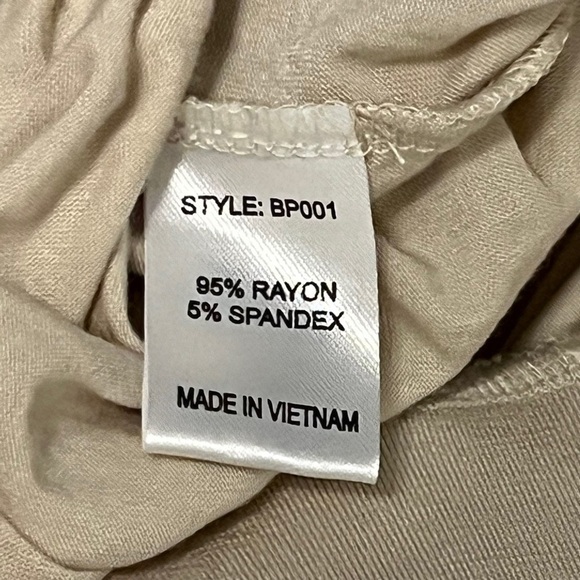 STYLE: BP001
95% RAYON
5% SPANDEX
MADE IN VIETNAM